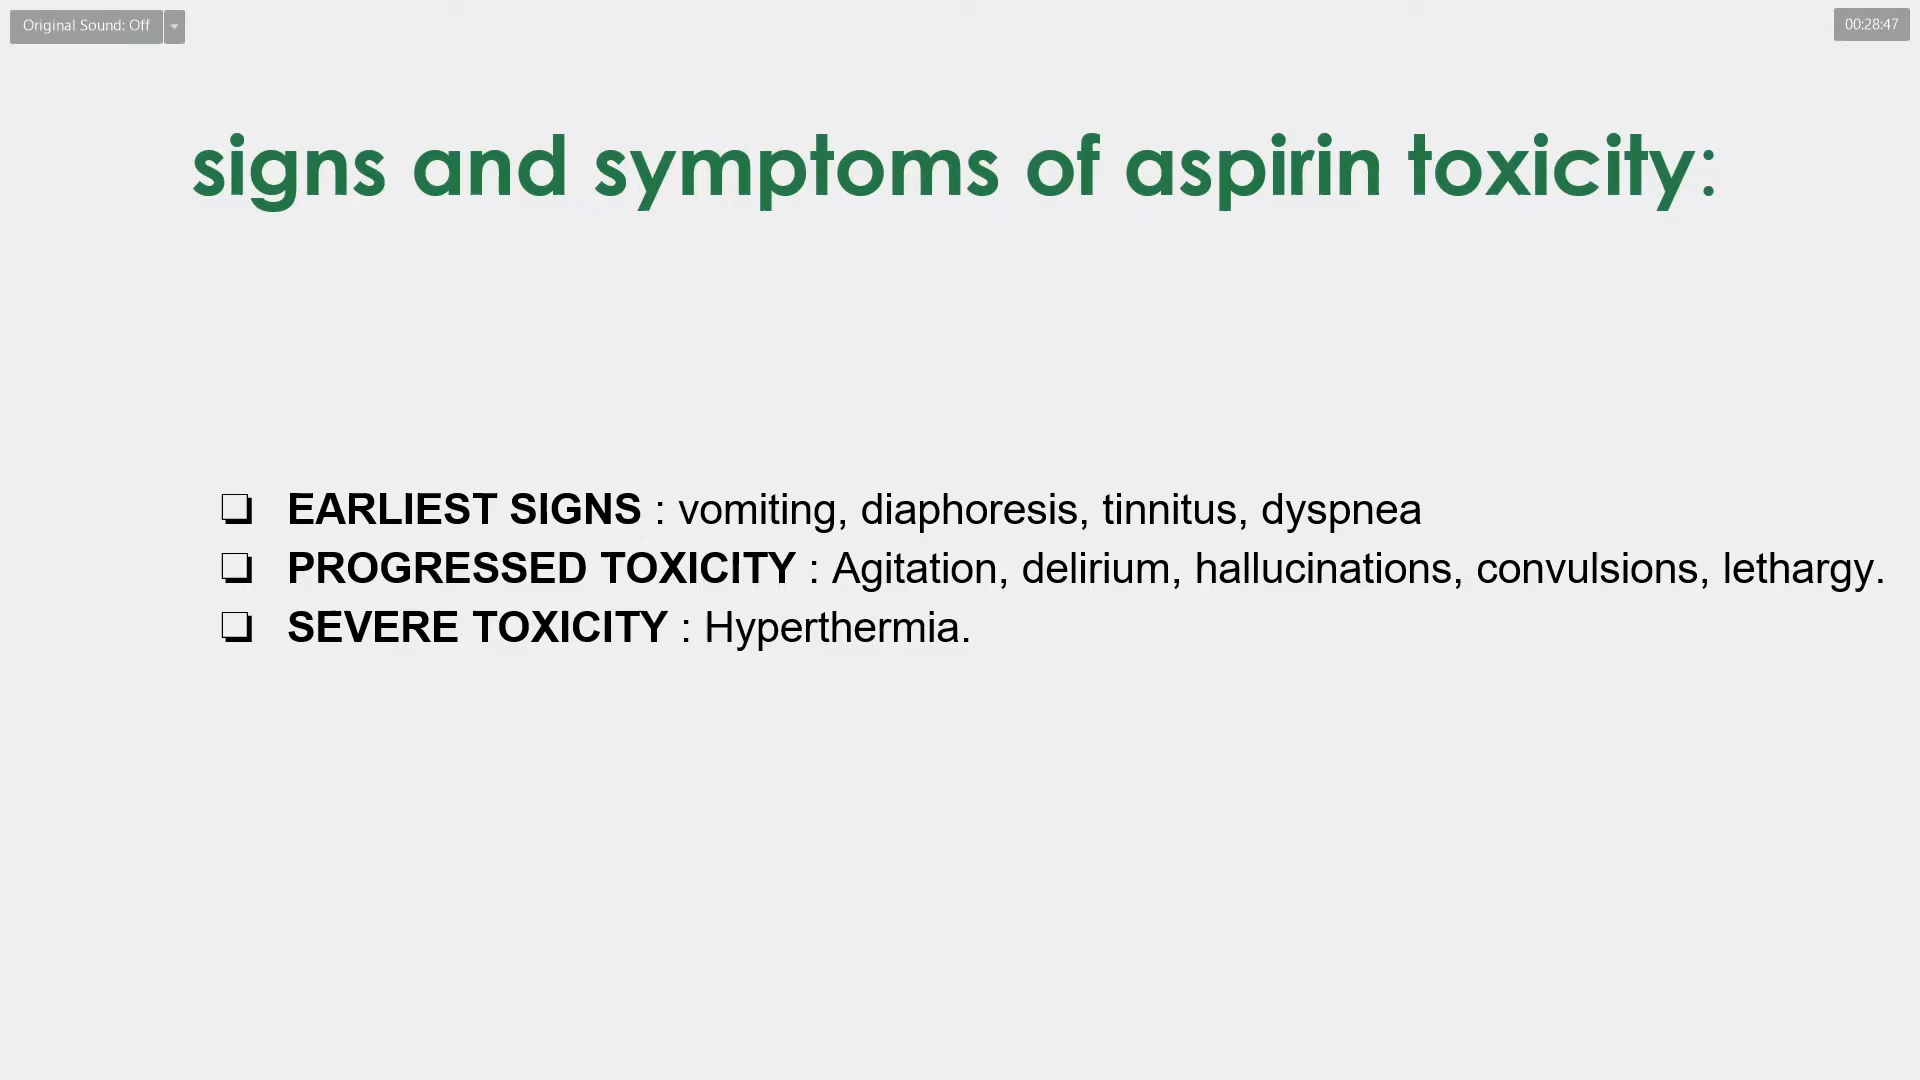 Original Sound: Off
00:28:47
signs and symptoms of aspirin toxicity:
❏ EARLIEST SIGNS : vomiting, diaphoresis, tinnitus, dyspnea
❏ PROGRESSED TOXICITY : Agitation, delirium, hallucinations, convulsions, lethargy.
❏ SEVERE TOXICITY : Hyperthermia.